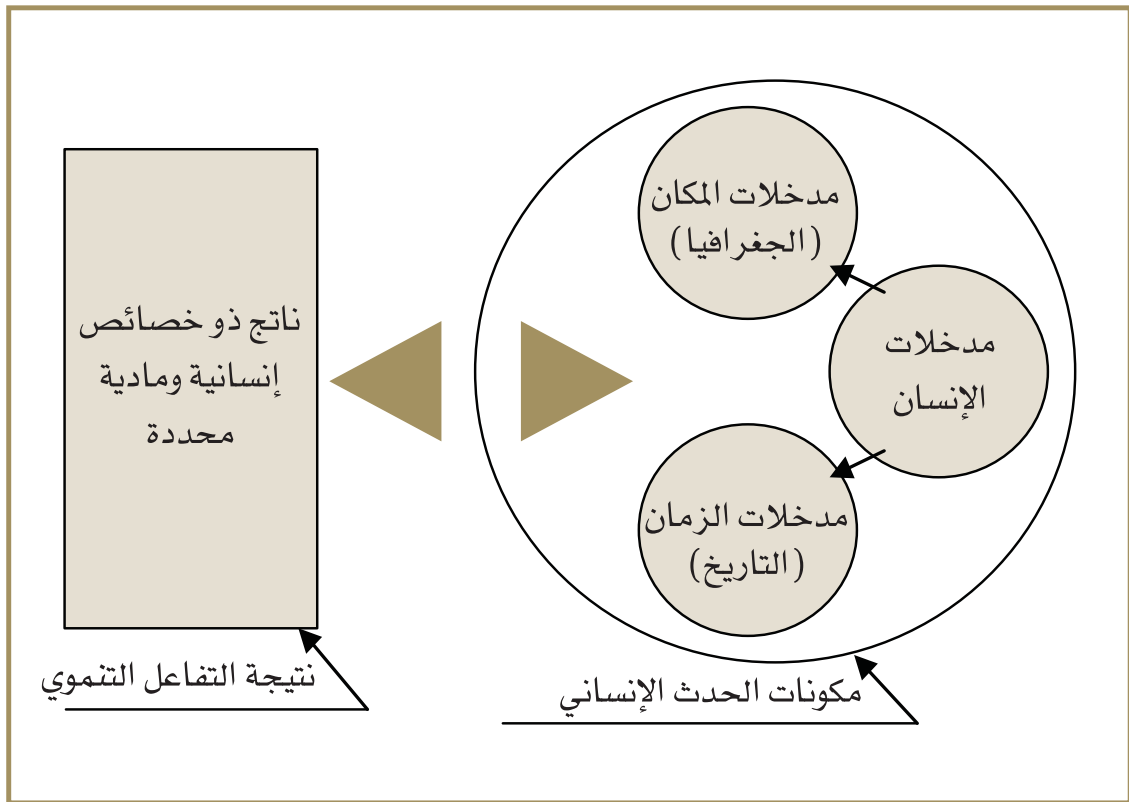 مدخلات المكان
(الجغرافيا)
مدخلات
الإنسان
مدخلات الزمان
(التاريخ)
مكونات الحدث الإنساني
ناتج ذو خصائص
إنسانية ومادية
محددة
نتيجة التفاعل التنموي